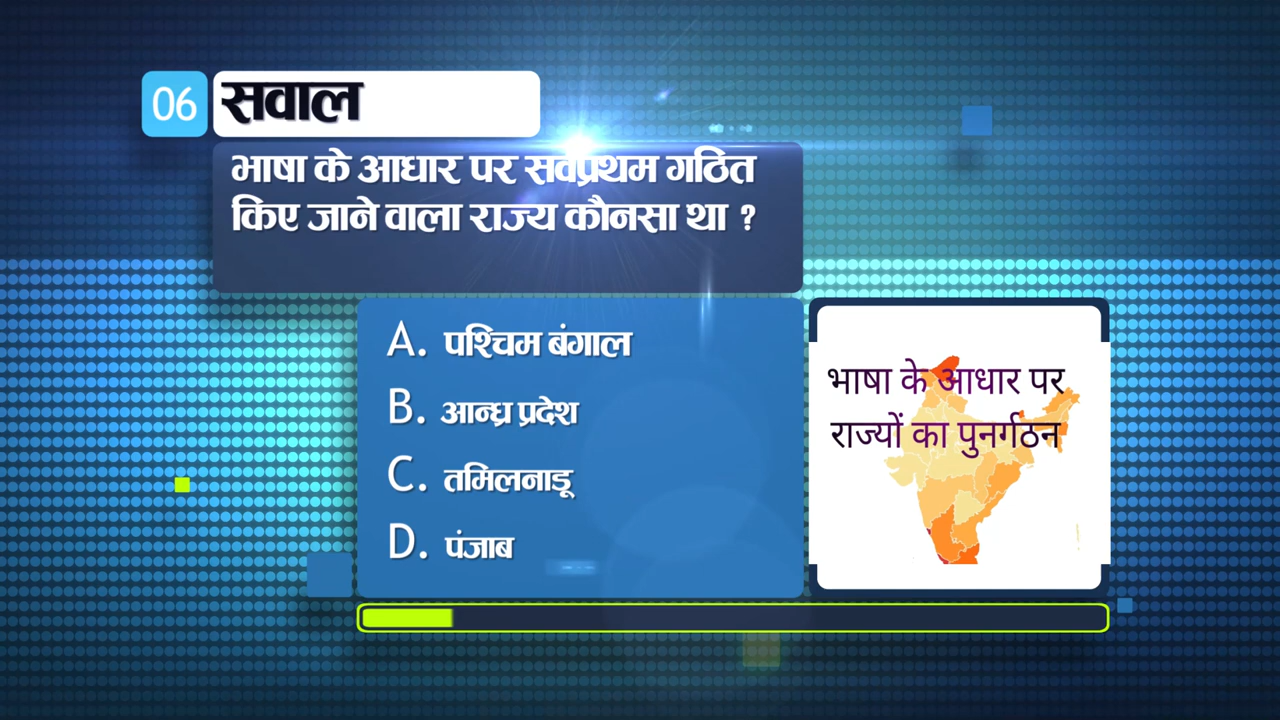 06 सवाल
भाषा के आधार पर सर्वप्रथम गठित
किए जाने वाला राज्य कौनसा था ?
A. पश्चिम बंगाल
B. आन्ध्र प्रदेश
C. तमिलनाडू
D. पंजाब
भाषा के आधार पर
राज्यों का पुनर्गठन